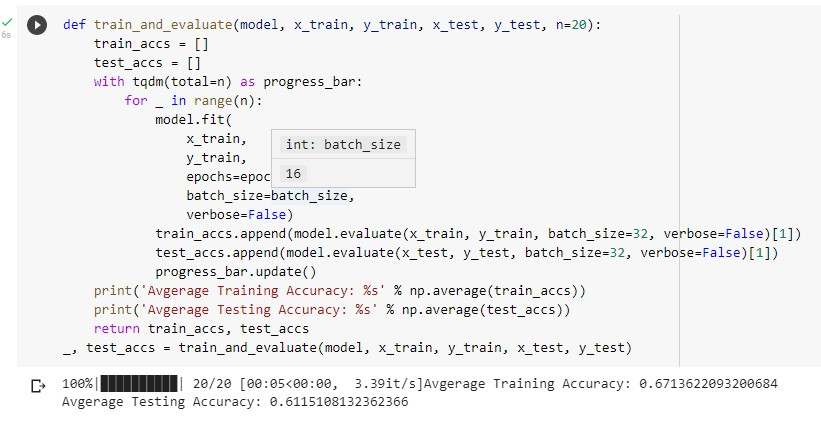 def train_and_evaluate(model, x_train, y_train, x_test, y_test, n=20):
train_accs = []
test_accs = []
with tqdm(total=n) as progress_bar:
for _ in range(n):
model.fit(
x_train,
int: batch_size
y_train,
16
epochs=epoc
batch_size=batch_size,
verbose=False)
train_accs.append(model.evaluate(x_train, y_train, batch_size=32, verbose=False)[1])
test_accs.append(model.evaluate(x_test, y_test, batch_size=32, verbose=False)[1])
progress_bar.update()
print('Avgerage Training Accuracy: %s' % np.average(train_accs))
print('Avgerage Testing Accuracy: %s' % np.average(test_accs))
return train_accs, test_accs
_, test_accs = train_and_evaluate(model, x_train, y_train, x_test, y_test)
6s
100%|██████████| 20/20 [00:05<00:00, 3.39it/s]Avgerage Training Accuracy: 0.6713622093200684
Avgerage Testing Accuracy: 0.6115108132362366